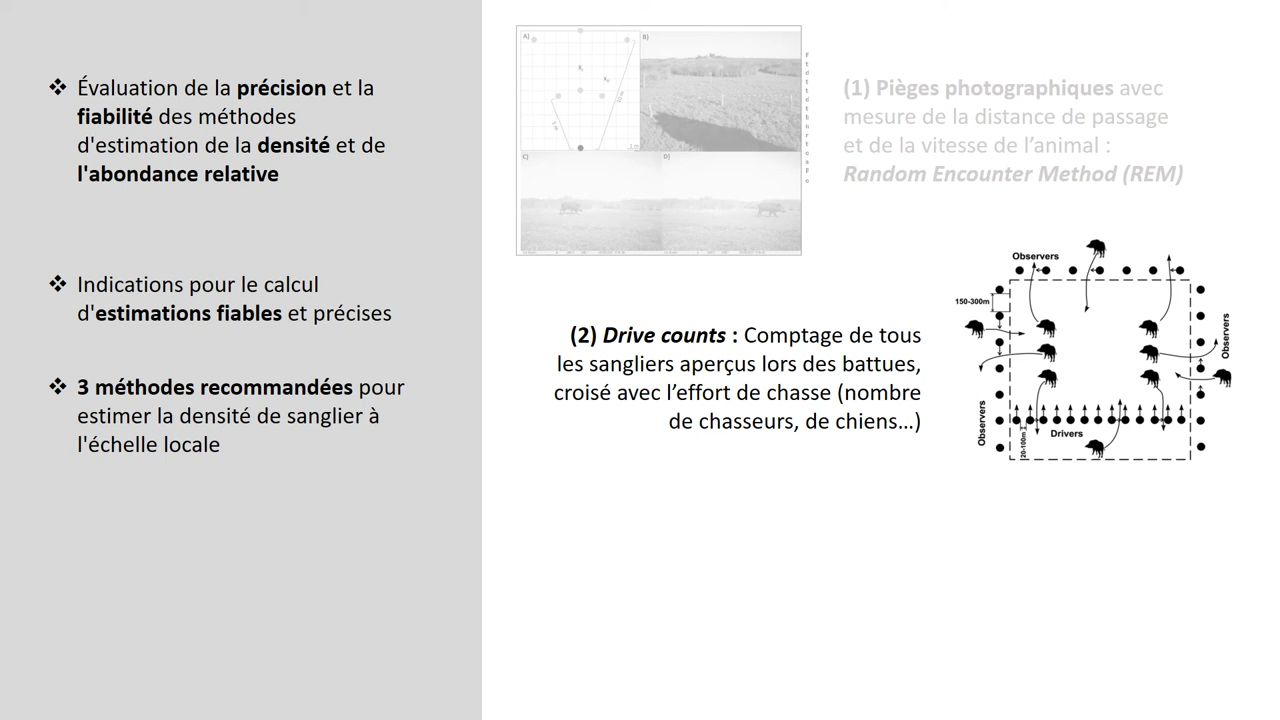 ❖ Évaluation de la précision et la
fiabilité des méthodes
d'estimation de la densité et de
l'abondance relative
❖ Indications pour le calcul
d'estimations fiables et précises
❖ 3 méthodes recommandées pour
estimer la densité de sanglier à
l'échelle locale
A)
B)
C)
D)
(1) Pièges photographiques avec
mesure de la distance de passage
et de la vitesse de l’animal :
Random Encounter Method (REM)
(2) Drive counts : Comptage de tous
les sangliers aperçus lors des battues,
croisé avec l’effort de chasse (nombre
de chasseurs, de chiens…)
Observers
150-300m
Observers
Observers
Drivers
20-100m